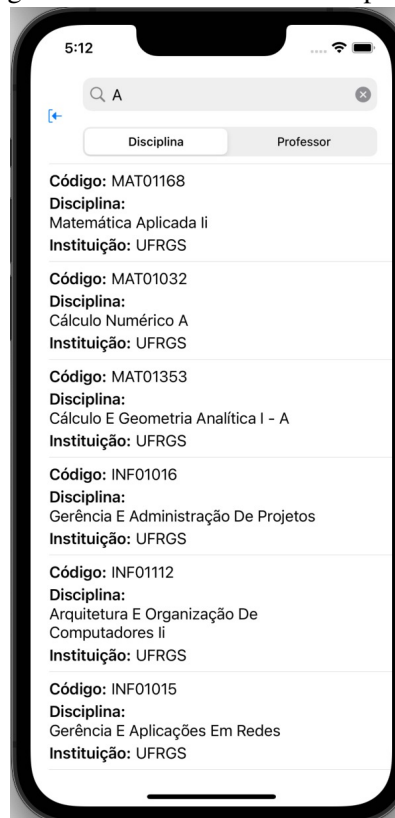 5:12
A
Disciplina Professor
Código: MAT01168
Disciplina:
Matemática Aplicada Ii
Instituição: UFRGS
Código: MAT01032
Disciplina:
Cálculo Numérico A
Instituição: UFRGS
Código: MAT01353
Disciplina:
Cálculo E Geometria Analítica I - A
Instituição: UFRGS
Código: INF01016
Disciplina:
Gerência E Administração De Projetos
Instituição: UFRGS
Código: INF01112
Disciplina:
Arquitetura E Organização De
Computadores Ii
Instituição: UFRGS
Código: INF01015
Disciplina:
Gerência E Aplicações Em Redes
Instituição: UFRGS